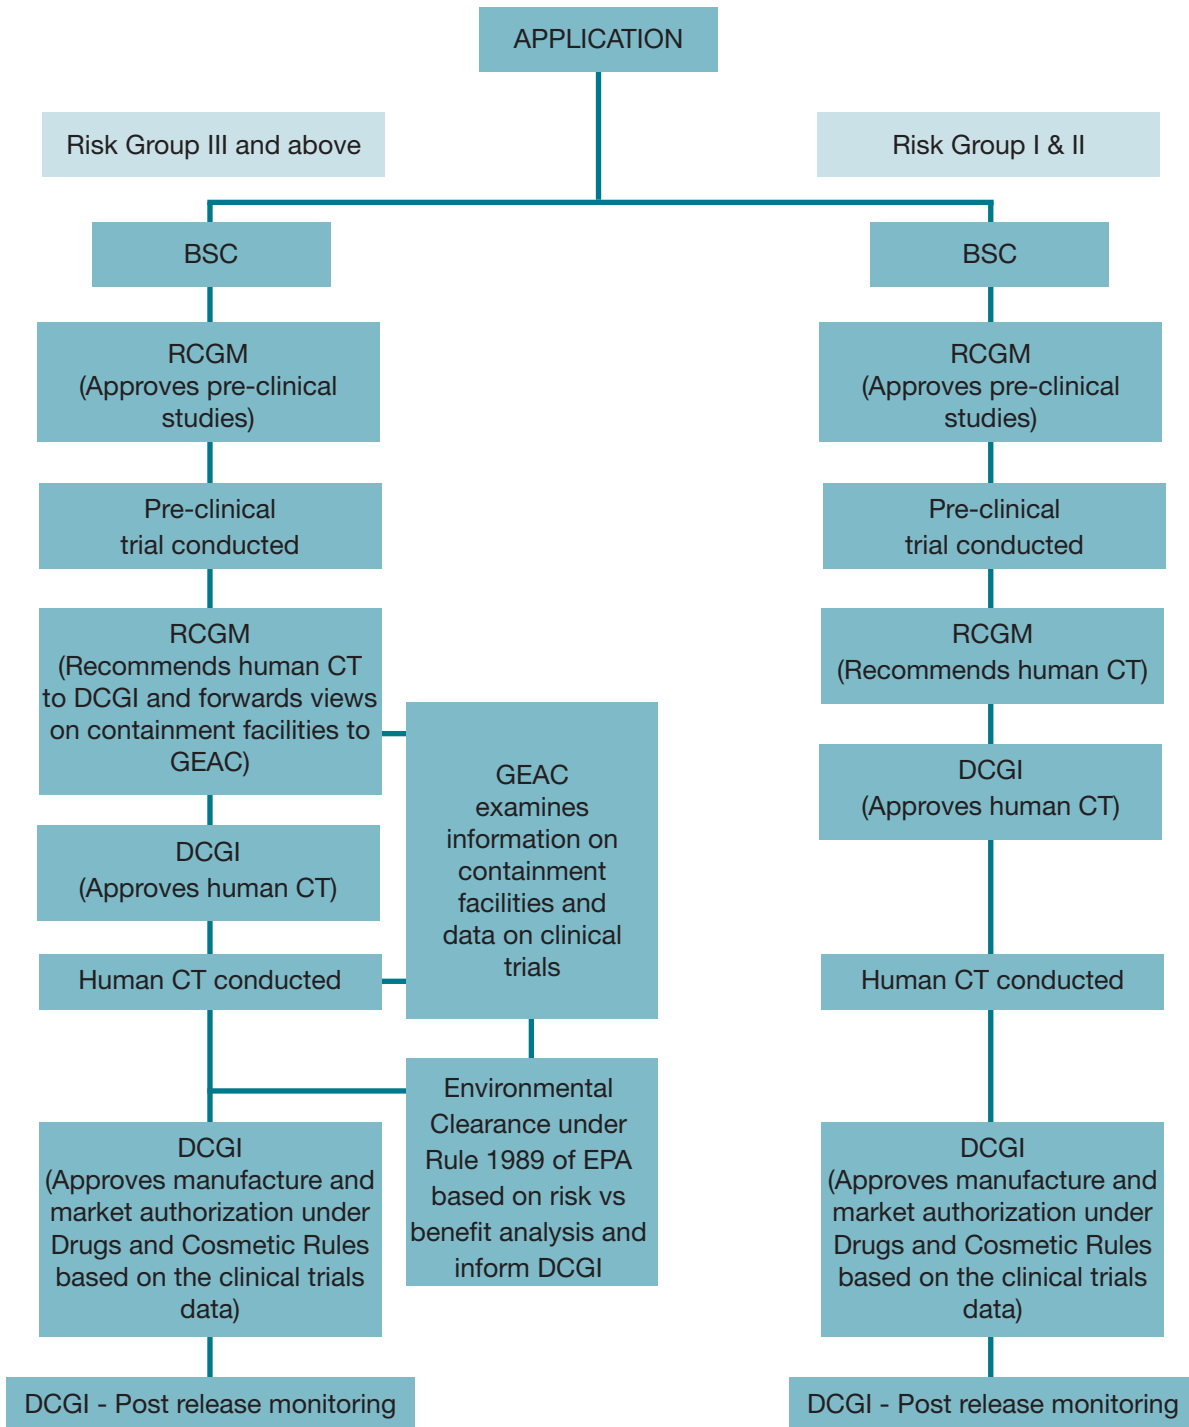 APPLICATION
Risk Group III and above
Risk Group I & II
BSC
BSC
RCGM
(Approves pre-clinical
studies)
RCGM
(Approves pre-clinical
studies)
Pre-clinical
trial conducted
Pre-clinical
trial conducted
RCGM
(Recommends human CT
to DCGI and forwards views
on containment facilities to
GEAC)
RCGM
(Recommends human CT)
GEAC
examines
information on
containment
facilities and
data on clinical
trials
DCGI
(Approves human CT)
DCGI
(Approves human CT)
Human CT conducted
Human CT conducted
Environmental
Clearance under
Rule 1989 of EPA
based on risk vs
benefit analysis and
inform DCGI
DCGI
(Approves manufacture and
market authorization under
Drugs and Cosmetic Rules
based on the clinical trials
data)
DCGI
(Approves manufacture and
market authorization under
Drugs and Cosmetic Rules
based on the clinical trials
data)
DCGI - Post release monitoring
DCGI - Post release monitoring